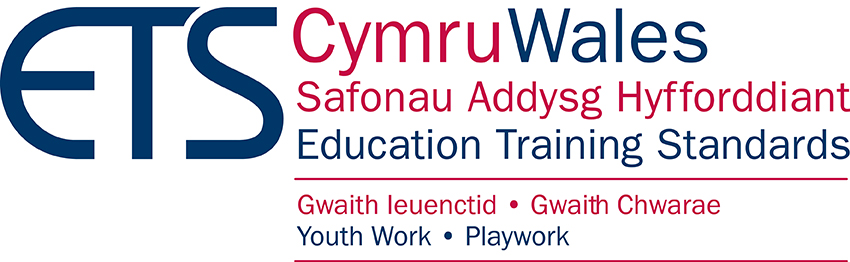 ETS
CymruWales
Safonau Addysg Hyfforddiant
Education Training Standards
Gwaith Ieuenctid • Gwaith Chwarae
Youth Work • Playwork